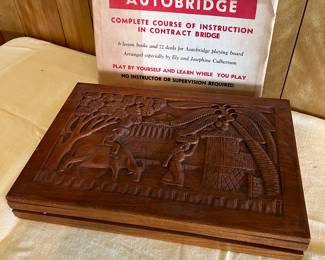 AUTOBRIDGE
COMPLETE COURSE OF INSTRUCTION
IN CONTRACT BRIDGE
6 lesson books and 72 deals for Autobridge playing board
Arranged especially by Ely and Josephine Culbertson
PLAY BY YOURSELF AND LEARN WHILE YOU PLAY
NO INSTRUCTOR OR SUPERVISION REQUIRED